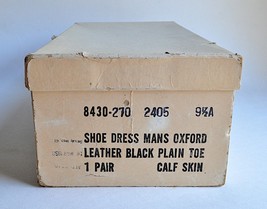 8430-270 2405 9½A
SHOE DRESS MANS OXFORD
LEATHER BLACK PLAIN TOE
1 PAIR CALF SKIN